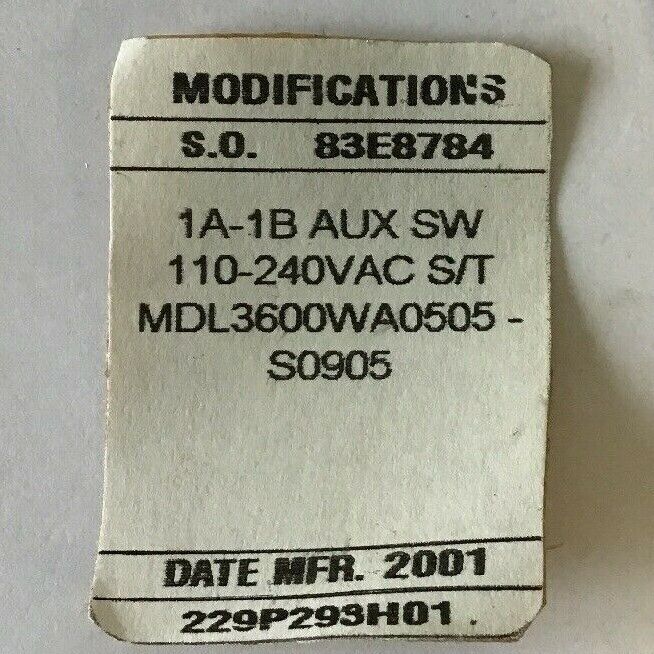 MODIFICATIONS
S.O. 83E8784
1A-1B AUX SW
110-240VAC S/T
MDL3600WA0505 -
S0905
DATE MFR. 2001
229P293H01 .